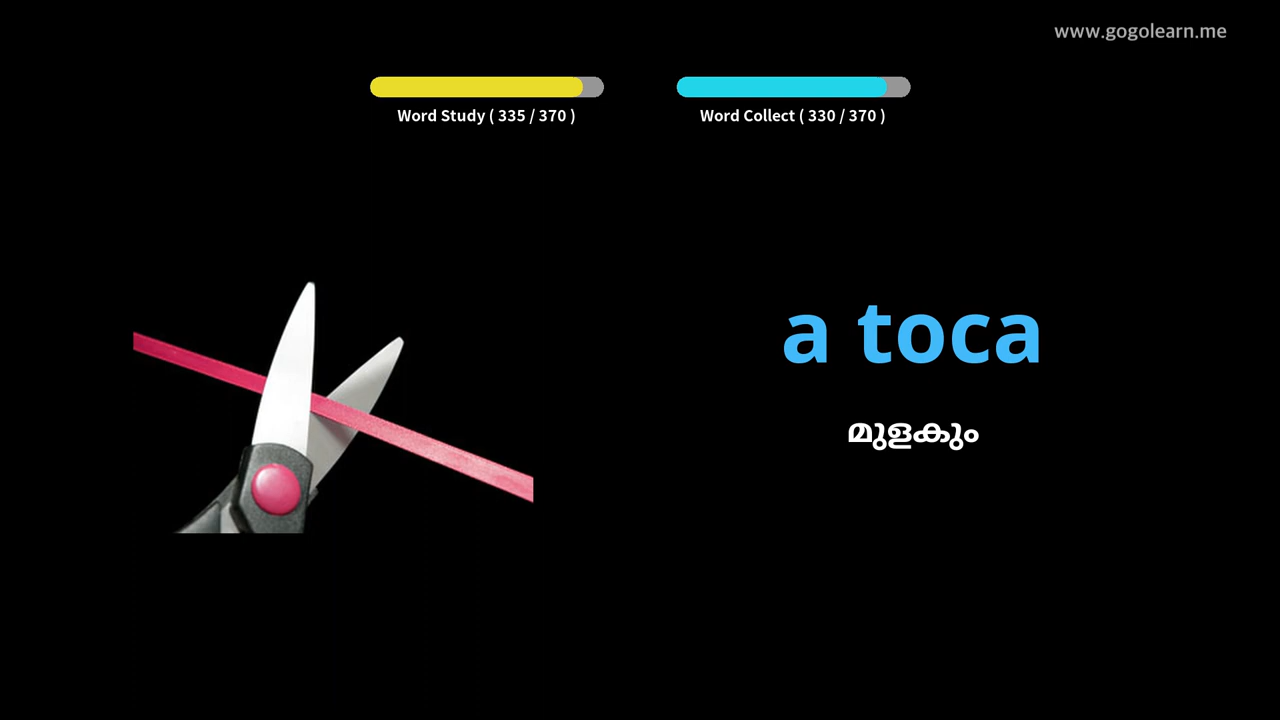 www.gogolearn.me
Word Study ( 335 / 370 )
Word Collect ( 330 / 370 )
a toca
മുളകും